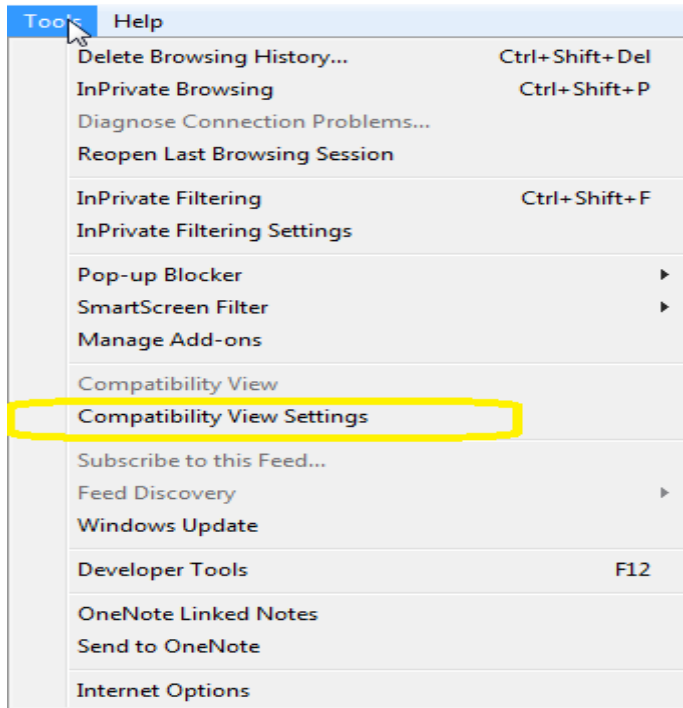 Tools Help
Delete Browsing History... Ctrl+Shift+Del
InPrivate Browsing Ctrl+Shift+P
Diagnose Connection Problems...
Reopen Last Browsing Session
InPrivate Filtering Ctrl+Shift+F
InPrivate Filtering Settings
Pop-up Blocker
SmartScreen Filter
Manage Add-ons
Compatibility View
Compatibility View Settings
Subscribe to this Feed...
Feed Discovery
Windows Update
Developer Tools F12
OneNote Linked Notes
Send to OneNote
Internet Options